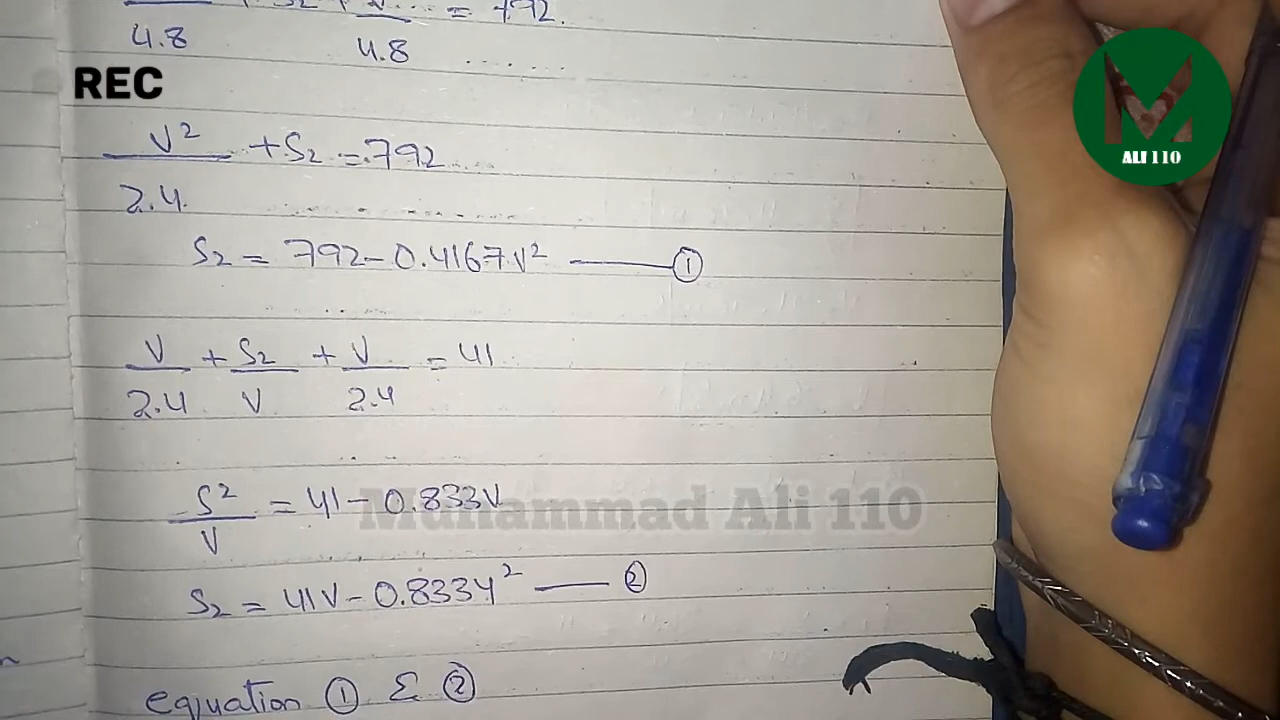 + S2 + = 792.
4.8 4.8
REC
M
ALI 110
V² + S2 = 792
2.4
S2 = 792 - 0.4167V² —— ①
V + S2 + V = 41
2.4 V 2.4
S² = 41 - 0.833V
V
Muhammad Ali 110
S2 = 41V - 0.833V² —— ②
equation ① & ②